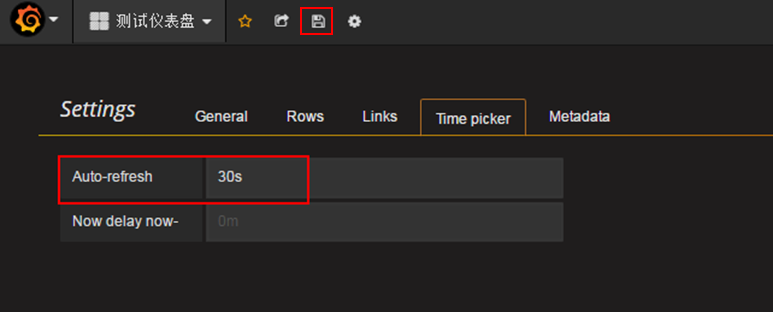 测试仪表盘
Settings General Rows Links Time picker Metadata
Auto-refresh 30s
Now delay now- 0m